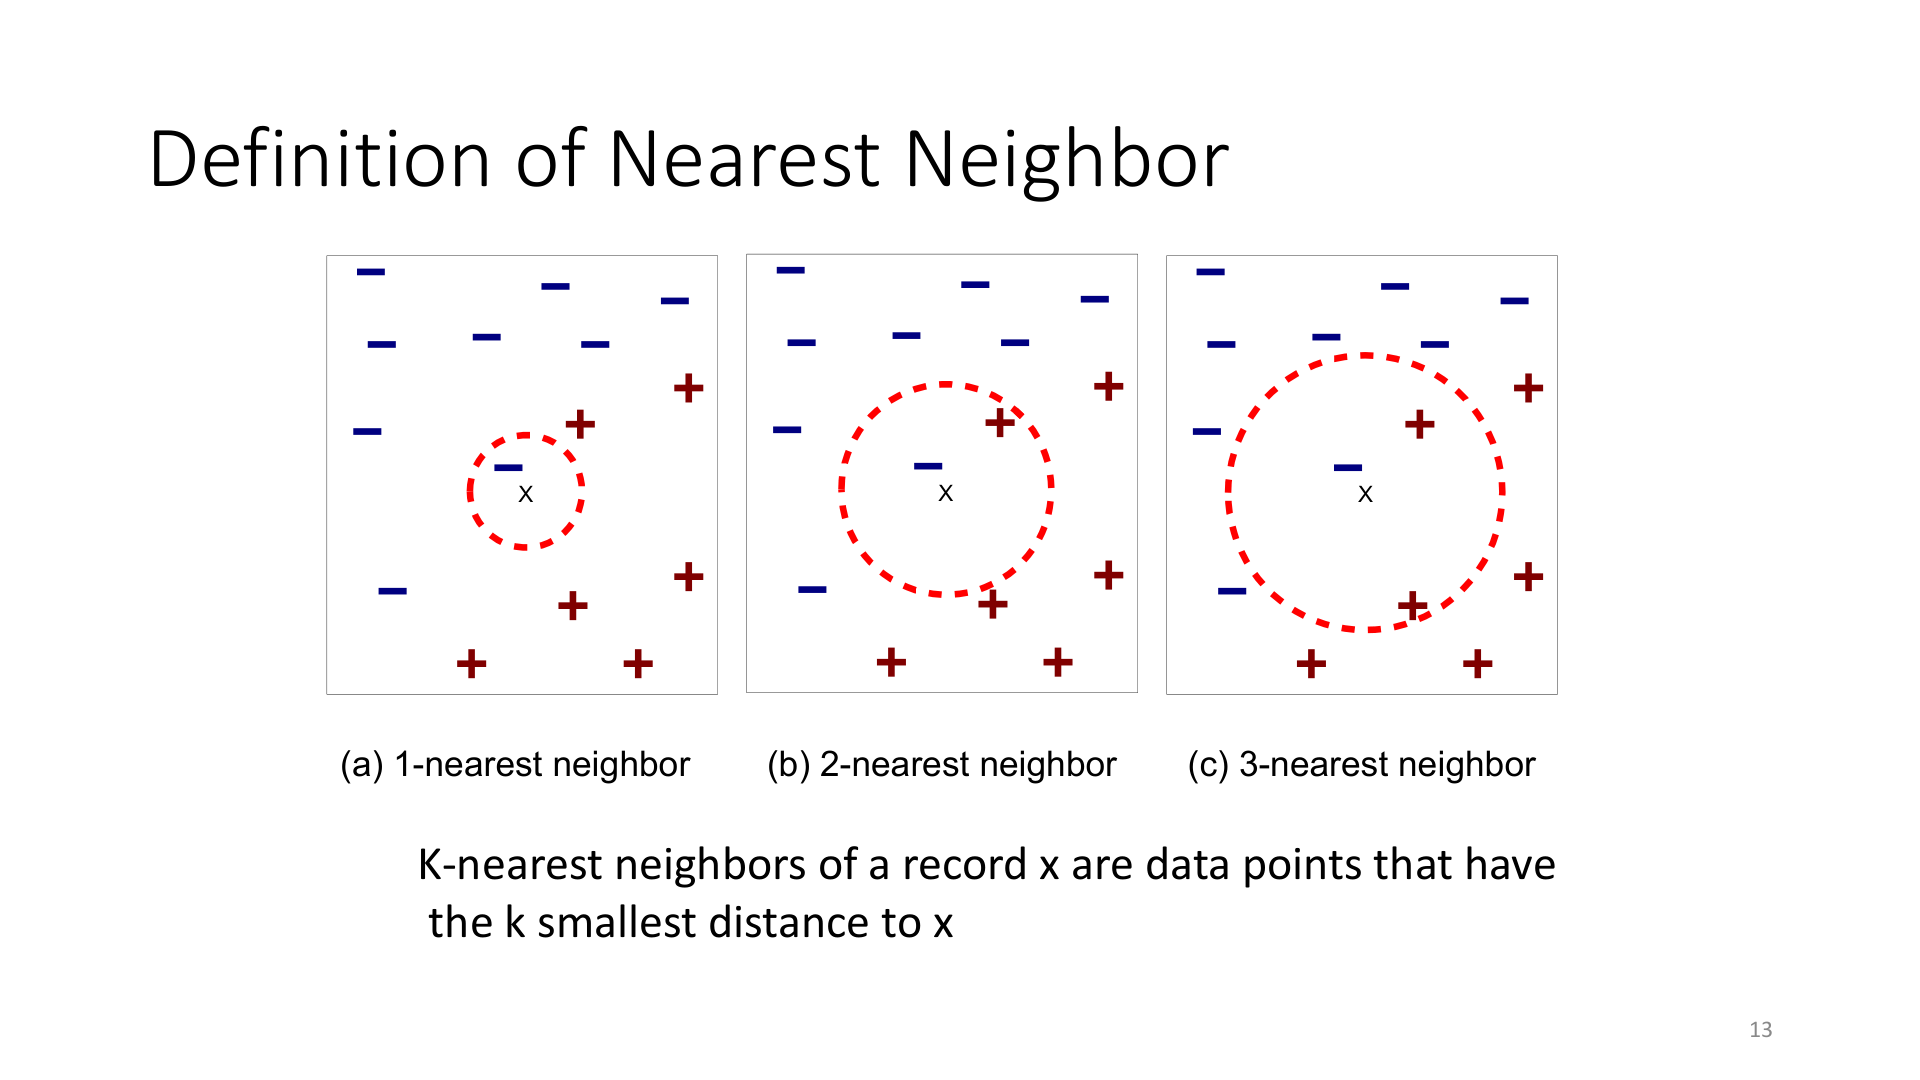 Definition of Nearest Neighbor
X
X
X
(a) 1-nearest neighbor
(b) 2-nearest neighbor
(c) 3-nearest neighbor
K-nearest neighbors of a record x are data points that have
the k smallest distance to x
13